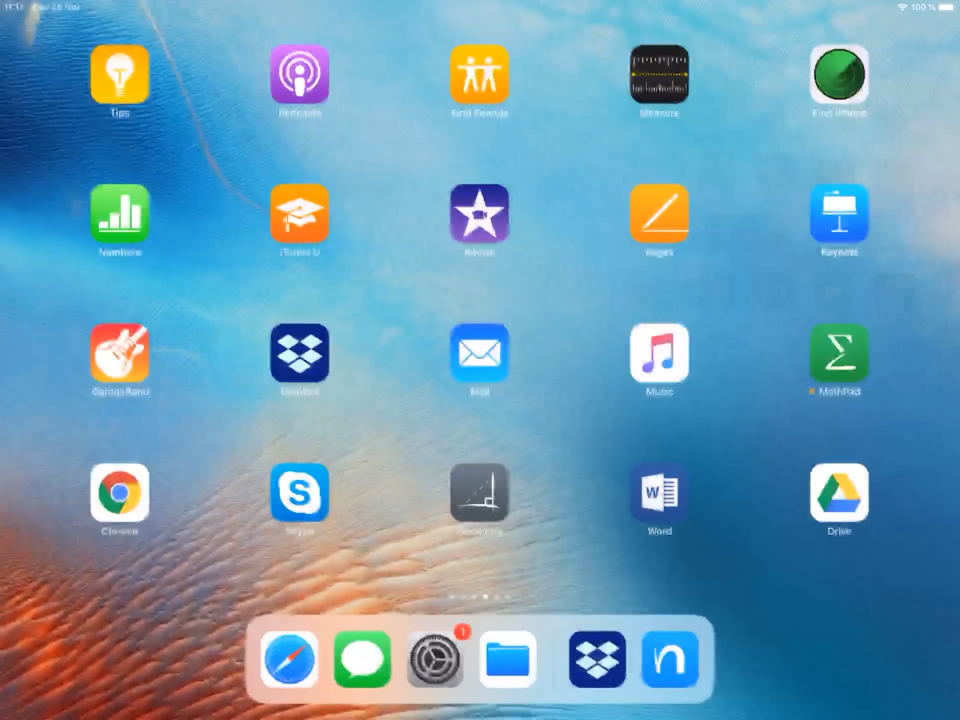 100 %
Tips
Podcasts
Find Friends
Measure
Find iPhone
Numbers
iTunes U
iMovie
Pages
Keynote
GarageBand
Dropbox
Mail
Music
MathPad
Chrome
Skype
W
Word
Drive
1